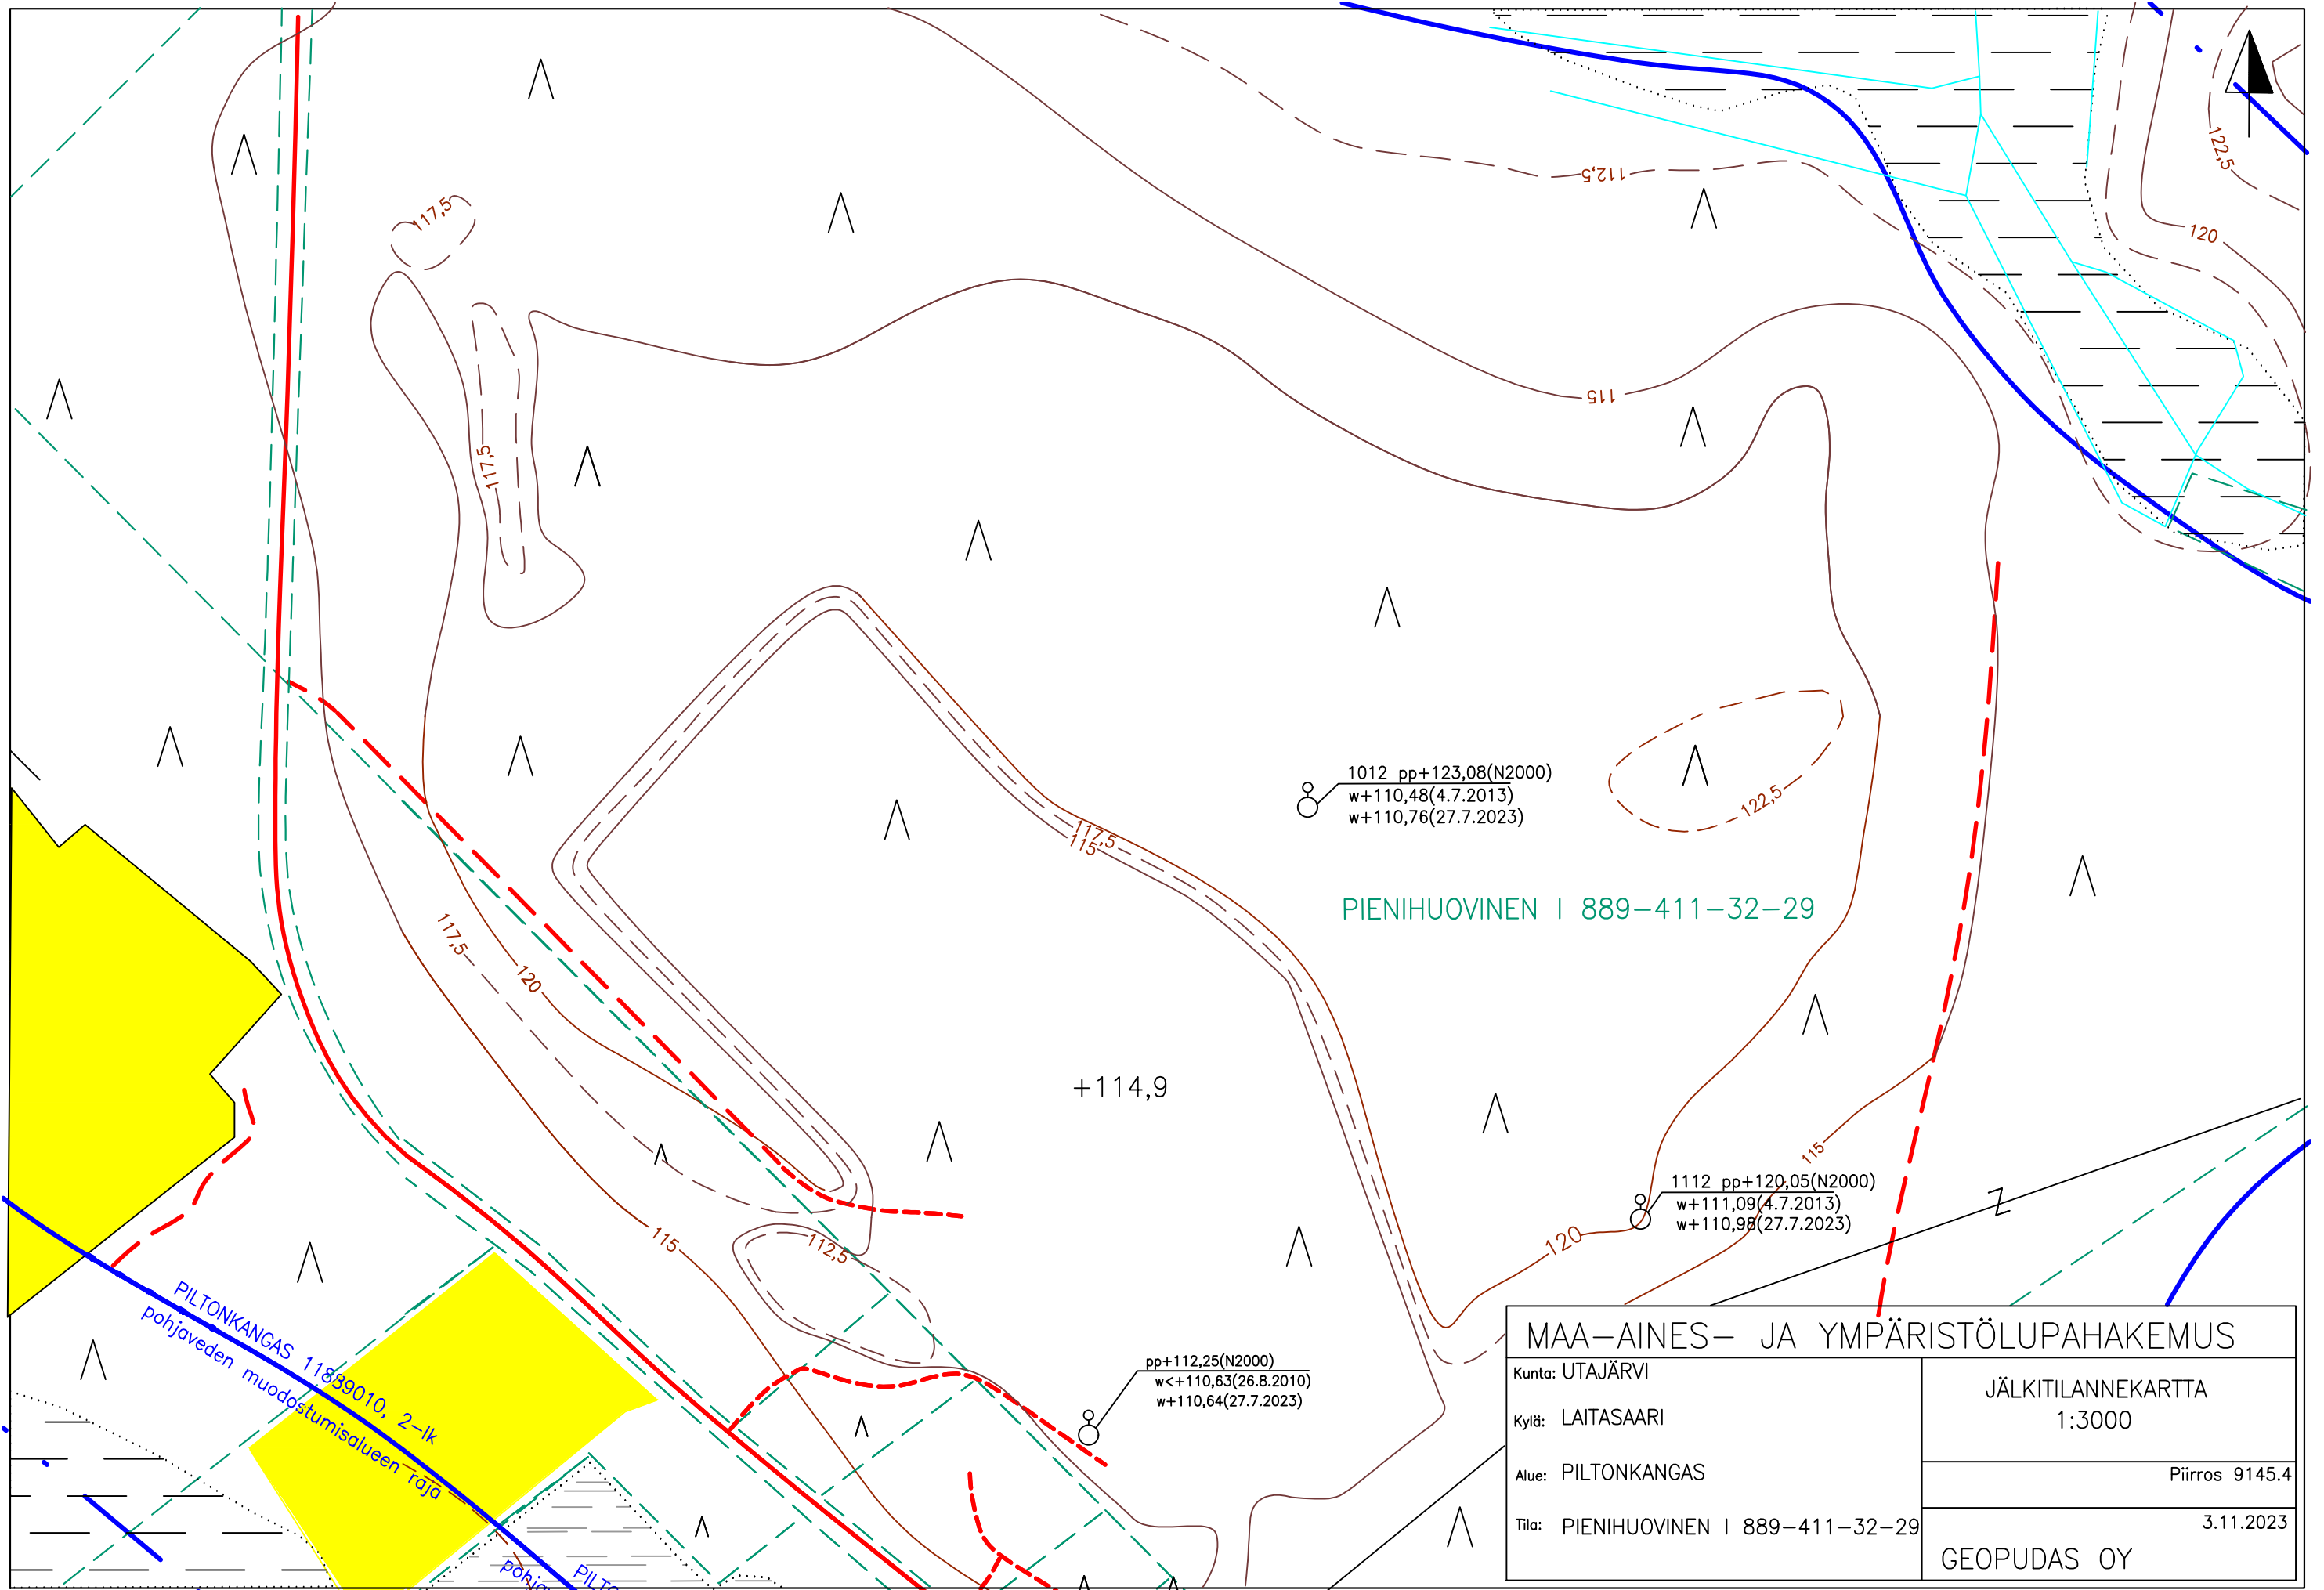 122,5
112,5
120
117,5
115
117,5
1012 pp+123,08(N2000)
w+110,48(4.7.2013)
w+110,76(27.7.2023)
122,5
117,5
115
PIENIHUOVINEN I 889-411-32-29
117,5
120
+114,9
115
1112 pp+120,05(N2000)
w+111,09(4.7.2013)
w+110,98(27.7.2023)
115
112,5
120
Z
PILTONKANGAS 11839010, 2-lk
pohjaveden muodostumisalueen raja
pp+112,25(N2000)
w<+110,63(26.8.2010)
w+110,64(27.7.2023)
MAA-AINES- JA YMPÄRISTÖLUPAHAKEMUS
Kunta: UTAJÄRVI
JÄLKITILANNEKARTTA
1:3000
Kylä: LAITASAARI
Alue: PILTONKANGAS
Piirros 9145.4
Tila: PIENIHUOVINEN I 889-411-32-29
3.11.2023
GEOPUDAS OY